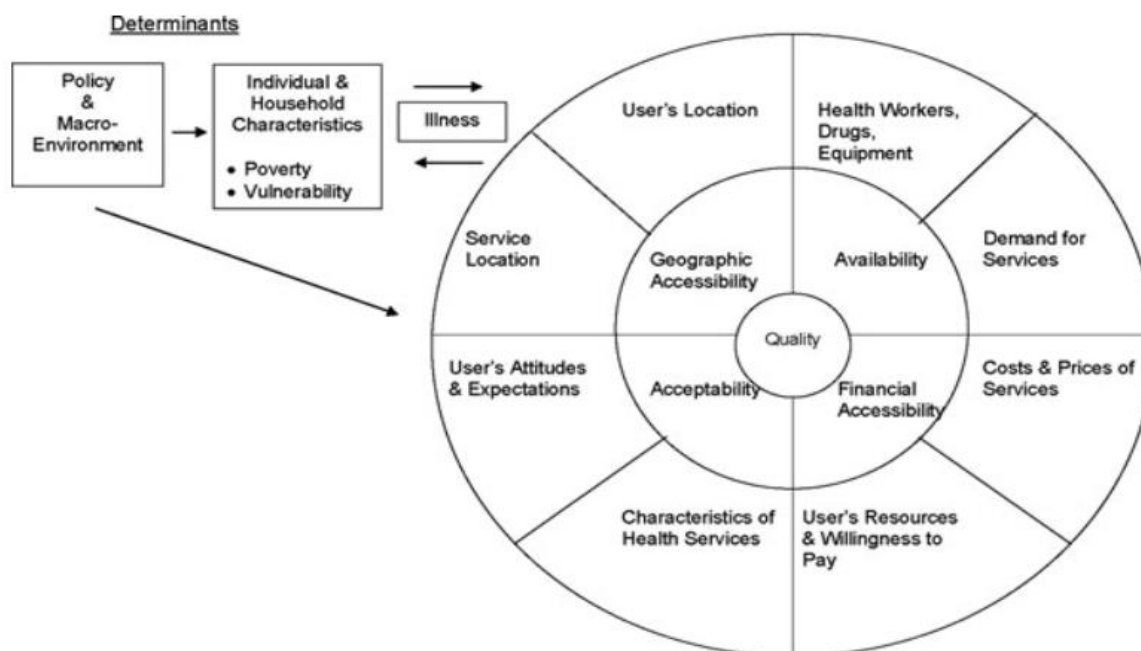 Determinants
Policy
&
Macro-
Environment
Individual &
Household
Characteristics
• Poverty
• Vulnerability
Illness
User's Location
Health Workers,
Drugs,
Equipment
Service
Location
Geographic
Accessibility
Availability
Demand for
Services
Quality
User's Attitudes
& Expectations
Acceptability
Financial
Accessibility
Costs & Prices of
Services
Characteristics of
Health Services
User's Resources
& Willingness to
Pay